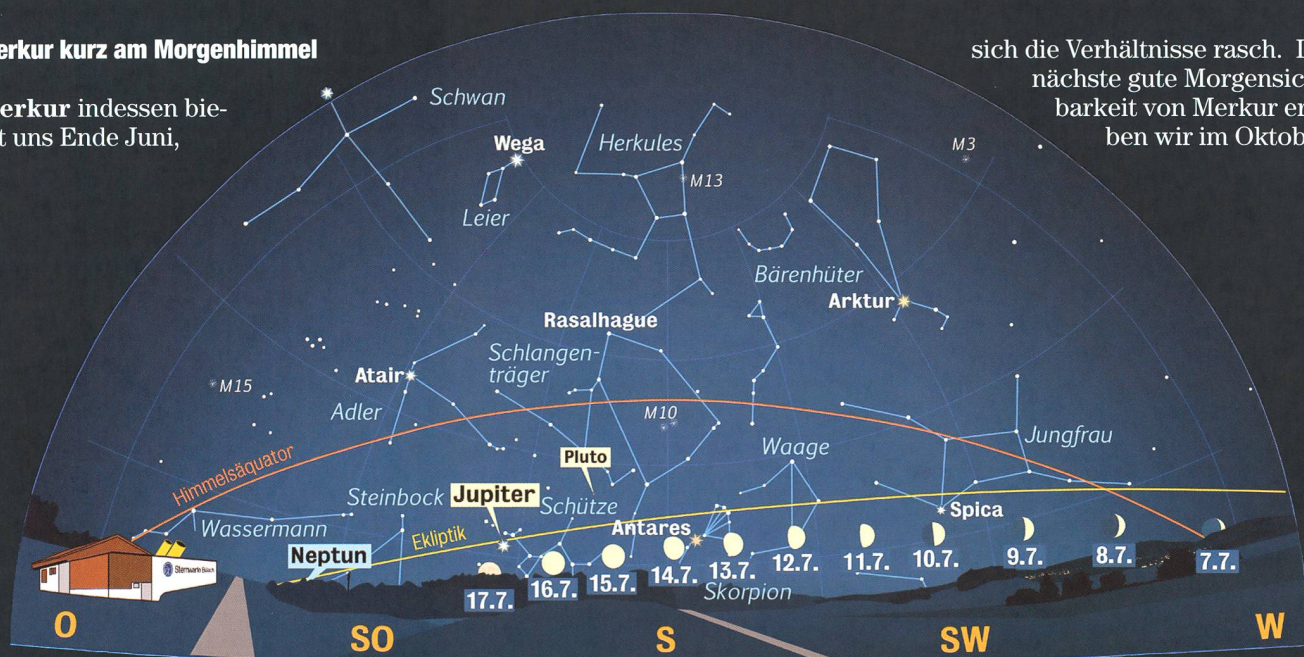 erkur kurz am Morgenhimmel
erkur indessen bie-
t uns Ende Juni,
sich die Verhältnisse rasch.
nächste gute Morgensic
barkeit von Merkur er
ben wir im Oktob
Schwan
Wega
Leier
Herkules
M13
M3
Bärenhüter
Arktur
Rasalhague
Schlangen-
träger
Atair
Adler
M15
M10
Himmelsäquator
Pluto
Waage
Jungfrau
Steinbock
Jupiter
Schütze
Wassermann
Ekliptik
Antares
Spica
Neptun
Sternwarte Bülach
17.7.
16.7.
15.7.
14.7.
13.7.
12.7.
11.7.
10.7.
9.7.
8.7.
7.7.
Skorpion
O
SO
S
SW
W